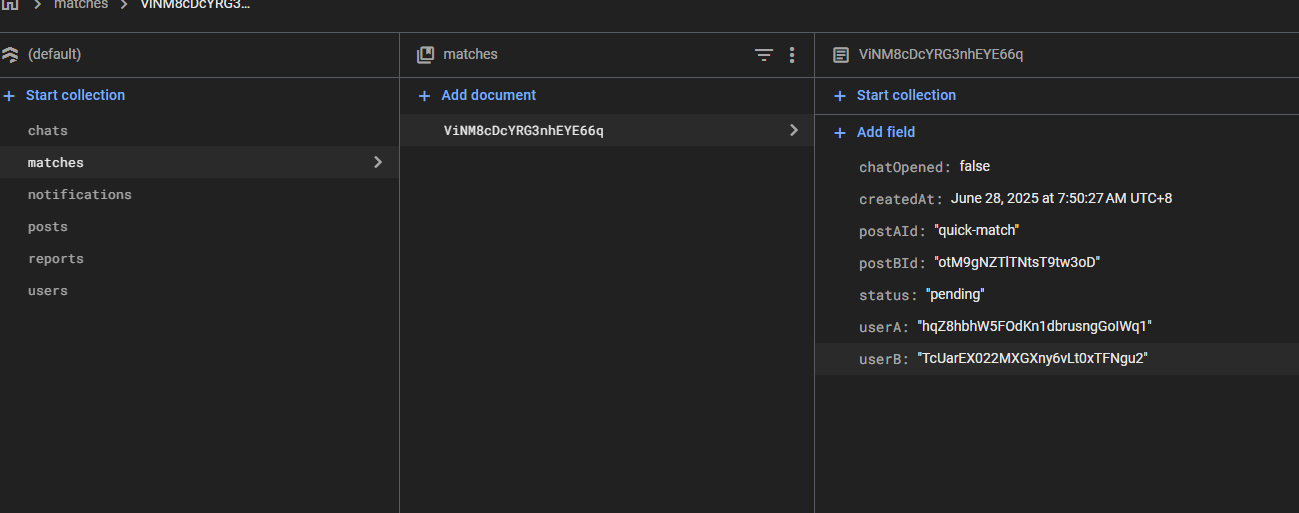 matches ViNM8cDcYRG3...
(default)
matches
ViNM8cDcYRG3nhEYE66q
+ Start collection
+ Add document
+ Start collection
chats
matches
notifications
posts
reports
users
ViNM8cDcYRG3nhEYE66q
+ Add field
chatOpened: false
createdAt: June 28, 2025 at 7:50:27 AM UTC+8
postAId: "quick-match"
postBId: "otM9gNZTlTNtsT9tw3oD"
status: "pending"
userA: "hqZ8hbhW5FOdKn1dbrusngGoIWq1"
userB: "TcUarEX022MXGXny6vLt0xTFNgu2"